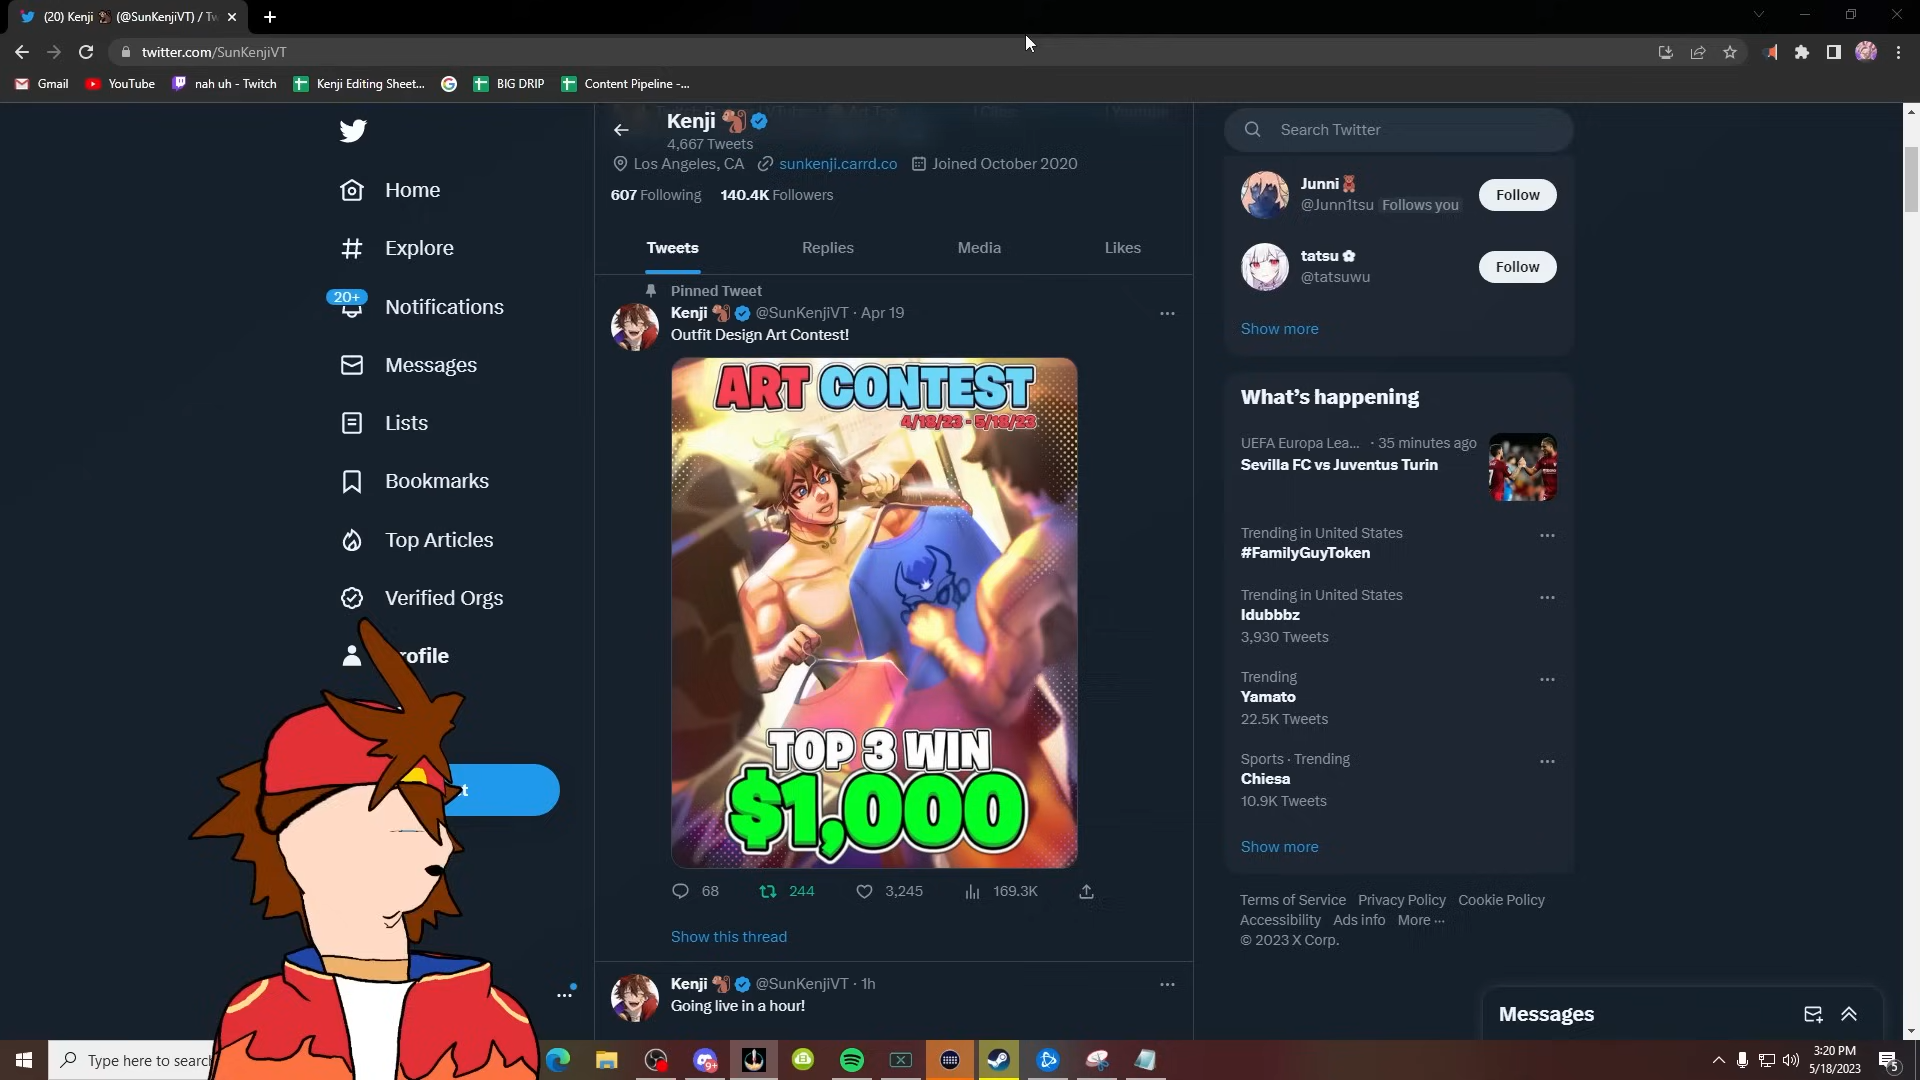 (20) Kenji (@SunKenjiVT) / Tw
twitter.com/SunKenjiVT
Gmail
YouTube
nah uh - Twitch
Kenji Editing Sheet...
BIG DRIP
Content Pipeline -...
Home
Explore
20+
Notifications
Messages
Lists
Bookmarks
Top Articles
Verified Orgs
rofile
t
Kenji
4,667 Tweets
Los Angeles, CA
sunkenji.carrd.co
Joined October 2020
607 Following
140.4K Followers
Tweets
Replies
Media
Likes
Pinned Tweet
Kenji @SunKenjiVT · Apr 19
Outfit Design Art Contest!
ART CONTEST
4/18/23 - 5/18/23
TOP 3 WIN
$1,000
68
244
3,245
169.3K
Show this thread
Kenji @SunKenjiVT · 1h
Going live in a hour!
Search Twitter
Junni
@Junn1tsu Follows you
Follow
tatsu
@tatsuwu
Follow
Show more
What's happening
UEFA Europa Lea... · 35 minutes ago
Sevilla FC vs Juventus Turin
Trending in United States
#FamilyGuyToken
Trending in United States
Idubbbz
3,930 Tweets
Trending
Yamato
22.5K Tweets
Sports · Trending
Chiesa
10.9K Tweets
Show more
Terms of Service Privacy Policy Cookie Policy
Accessibility Ads info More ···
© 2023 X Corp.
Messages
Type here to search
9+
3:20 PM
5/18/2023
5